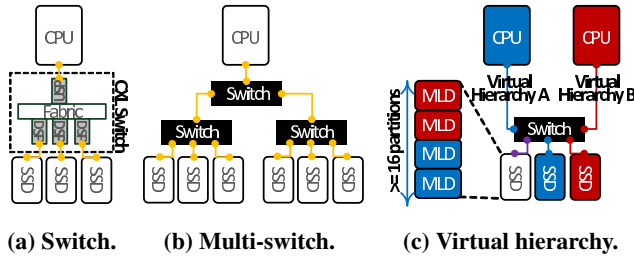 CPU
USP
Fabric
DSP DSP DSP
CXL Switch
SSD SSD SSD
(a) Switch.
CPU
Switch
Switch Switch
SSD SSD SSD SSD SSD SSD
(b) Multi-switch.
CPU CPU
Virtual Hierarchy A
Virtual Hierarchy B
>= 16 partitions
MLD
MLD
MLD
MLD
Switch
SSD SSD SSD
(c) Virtual hierarchy.